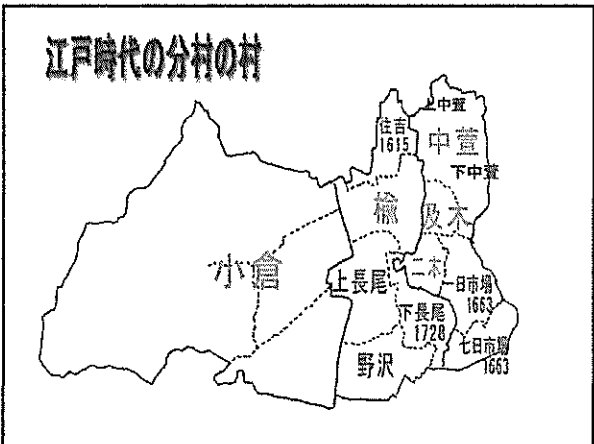 江戸時代の分村の村
上中萱
住吉
1615
中萱
下中萱
楡
及木
小倉
二木
上長尾
一日市場
1663
下長尾
1728
七日市場
1663
野沢